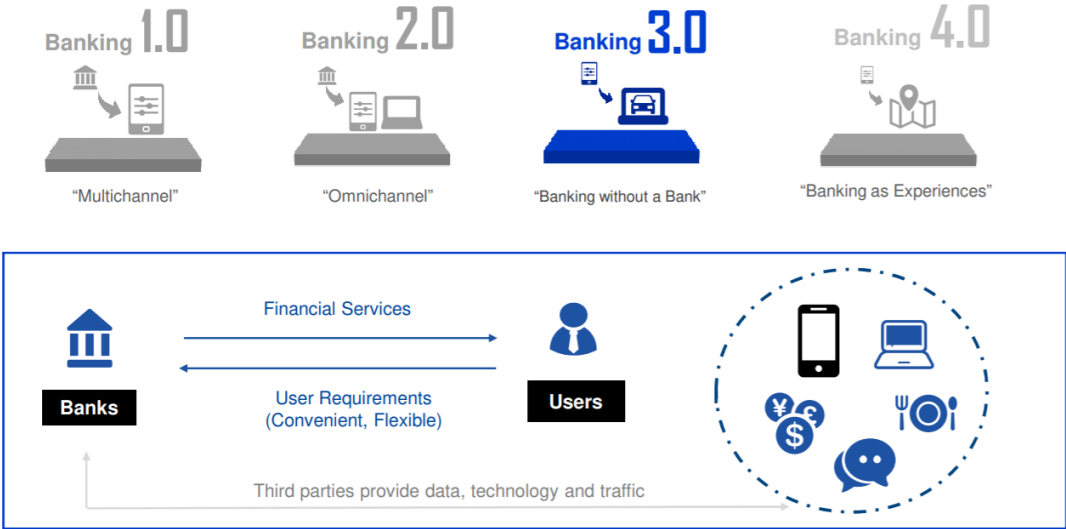 Banking 1.0
Banking 2.0
Banking 3.0
Banking 4.0
“Multichannel”
“Omnichannel”
“Banking without a Bank”
“Banking as Experiences”
Financial Services
Banks
User Requirements
(Convenient, Flexible)
Users
¥
£
$
Third parties provide data, technology and traffic